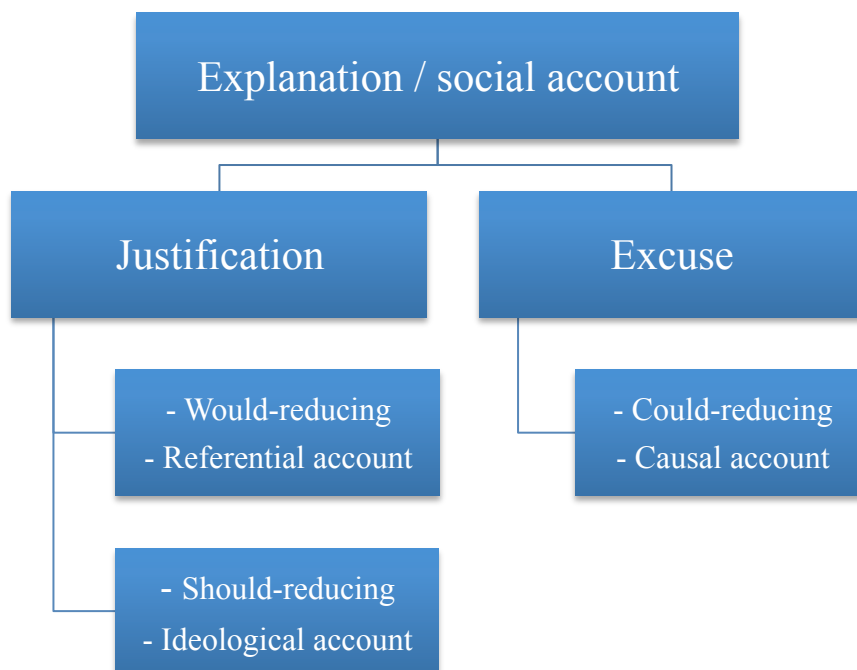 Explanation / social account
Justification
Excuse
- Would-reducing
- Referential account
- Could-reducing
- Causal account
- Should-reducing
- Ideological account